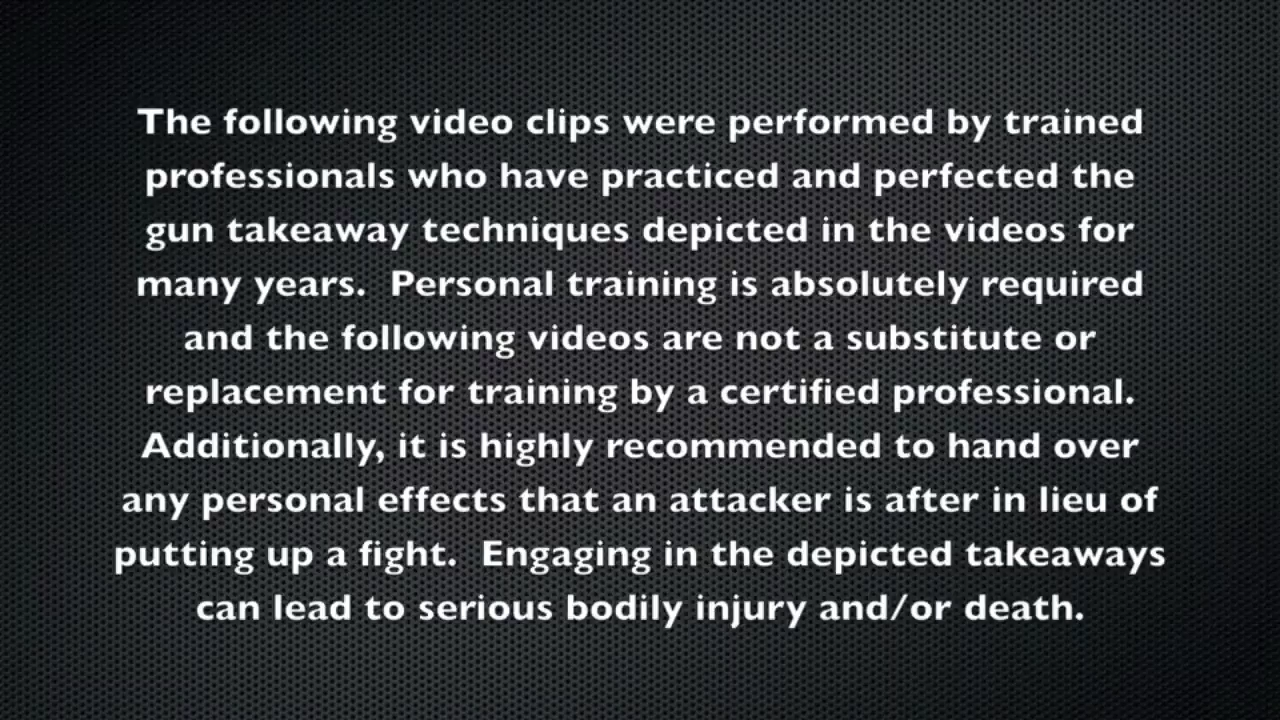 The following video clips were performed by trained
professionals who have practiced and perfected the
gun takeaway techniques depicted in the videos for
many years.  Personal training is absolutely required
and the following videos are not a substitute or
replacement for training by a certified professional.
Additionally, it is highly recommended to hand over
any personal effects that an attacker is after in lieu of
putting up a fight.  Engaging in the depicted takeaways
can lead to serious bodily injury and/or death.